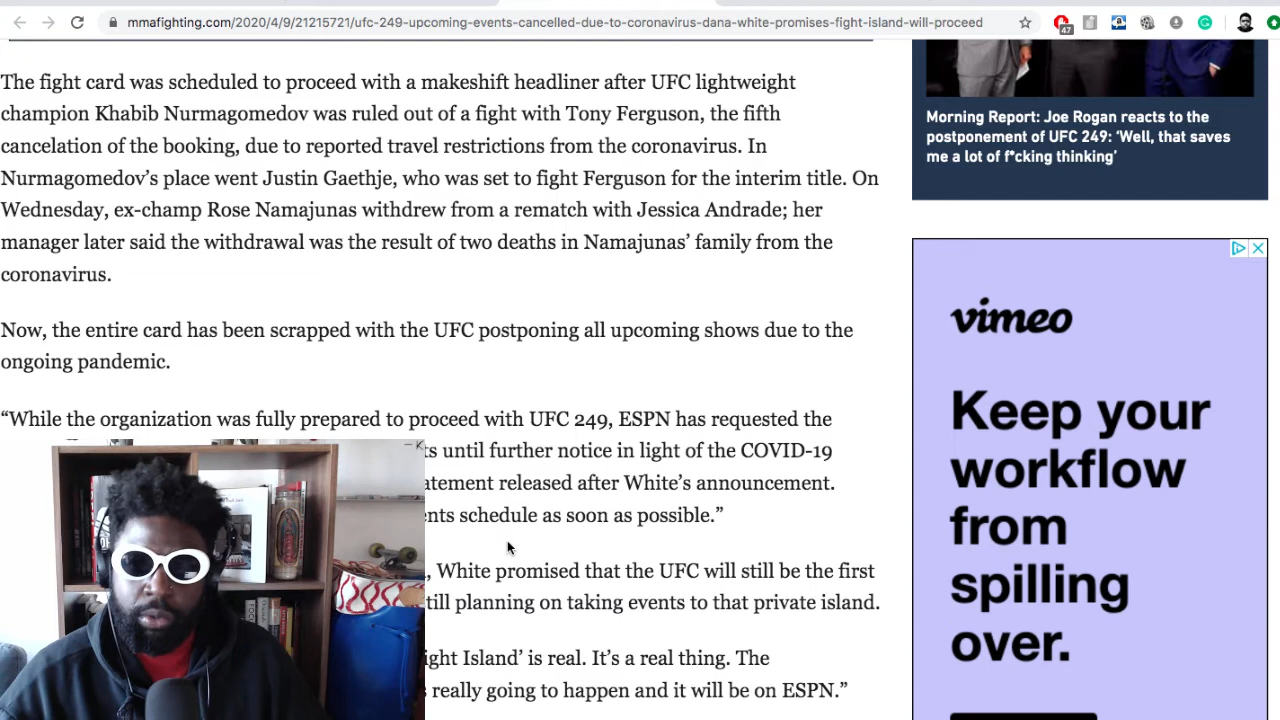 mmafighting.com/2020/4/9/21215721/ufc-249-upcoming-events-cancelled-due-to-coronavirus-dana-white-promises-fight-island-will-proceed
47
The fight card was scheduled to proceed with a makeshift headliner after UFC lightweight
champion Khabib Nurmagomedov was ruled out of a fight with Tony Ferguson, the fifth
cancelation of the booking, due to reported travel restrictions from the coronavirus. In
Nurmagomedov’s place went Justin Gaethje, who was set to fight Ferguson for the interim title. On
Wednesday, ex-champ Rose Namajunas withdrew from a rematch with Jessica Andrade; her
manager later said the withdrawal was the result of two deaths in Namajunas’ family from the
coronavirus.
Now, the entire card has been scrapped with the UFC postponing all upcoming shows due to the
ongoing pandemic.
“While the organization was fully prepared to proceed with UFC 249, ESPN has requested the
ts until further notice in light of the COVID-19
atement released after White’s announcement.
ents schedule as soon as possible.”
, White promised that the UFC will still be the first
till planning on taking events to that private island.
ight Island’ is real. It’s a real thing. The
really going to happen and it will be on ESPN.”
Morning Report: Joe Rogan reacts to the
postponement of UFC 249: ‘Well, that saves
me a lot of f*cking thinking’
vimeo
Keep your
workflow
from
spilling
over.